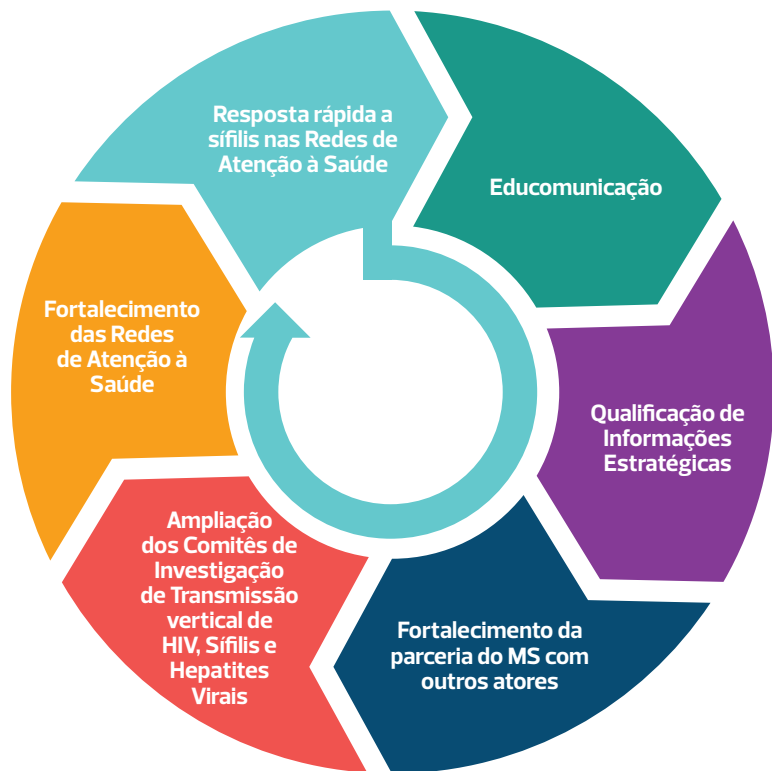 Resposta rápida a
sífilis nas Redes de
Atenção à Saúde
Educomunicação
Qualificação de
Informações
Estratégicas
Fortalecimento da
parceria do MS com
outros atores
Ampliação
dos Comitês de
Investigação
de Transmissão
vertical de
HIV, Sífilis e
Hepatites
Virais
Fortalecimento
das Redes
de Atenção à
Saúde